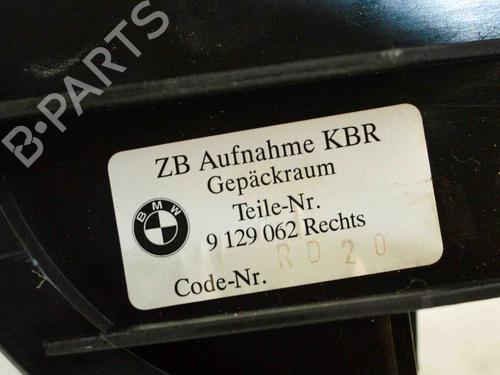 B-PARTS
ZB Aufnahme KBR
Gepäckraum
Teile-Nr.
BMW
9 129 062 Rechts
Code-Nr. RD20